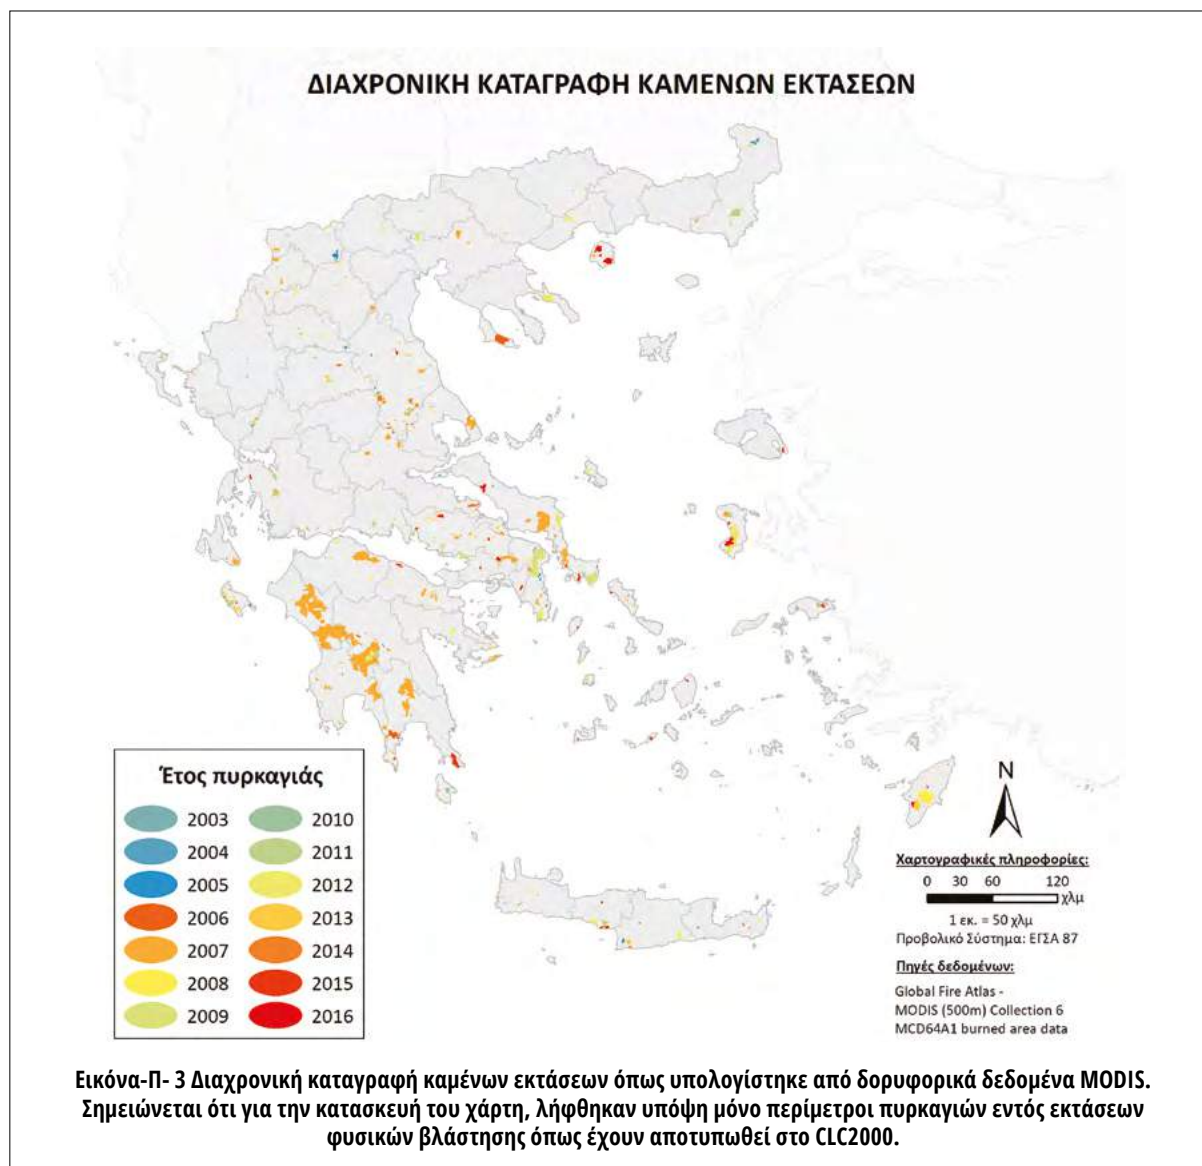 ΔΙΑΧΡΟΝΙΚΗ ΚΑΤΑΓΡΑΦΗ ΚΑΜΕΝΩΝ ΕΚΤΑΣΕΩΝ
Έτος πυρκαγιάς
2003 2010
2004 2011
2005 2012
2006 2013
2007 2014
2008 2015
2009 2016
N
Χαρτογραφικές πληροφορίες:
0 30 60 120
χλμ
1 εκ. = 50 χλμ
Προβολικό Σύστημα: ΕΓΣΑ 87
Πηγές δεδομένων:
Global Fire Atlas -
MODIS (500m) Collection 6
MCD64A1 burned area data
Εικόνα-Π- 3 Διαχρονική καταγραφή καμένων εκτάσεων όπως υπολογίστηκε από δορυφορικά δεδομένα MODIS.
Σημειώνεται ότι για την κατασκευή του χάρτη, λήφθηκαν υπόψη μόνο περίμετροι πυρκαγιών εντός εκτάσεων
φυσικών βλάστησης όπως έχουν αποτυπωθεί στο CLC2000.